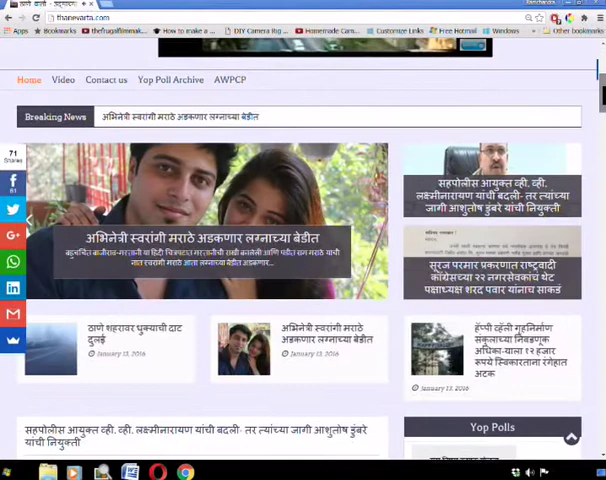 thanevarta.com
Apps
Bookmarks
thefrugalfilmmak...
How to make a ...
DIY Camera Rig ...
Homemade Cam...
Customize Links
Free Hotmail
Windows
Other bookmarks
Home Video Contact us Yop Poll Archive AWPCP
Breaking News
अभिनेत्री स्वरांगी मराठे अडकणार लग्नाच्या बेडीत
71
Shares
61
अभिनेत्री स्वरांगी मराठे अडकणार लग्नाच्या बेडीत
सहपोलीस आयुक्त व्ही. व्ही.
लक्ष्मीनारायण यांची बदली- तर त्यांच्या
जागी आशुतोष डुंबरे यांची नियुक्ती
सूरज परमार प्रकरणात राष्ट्रवादी
काँग्रेसच्या २२ नगरसेवकांचं थेट
पक्षाध्यक्ष शरद पवार यांनाच साकडं
ठाणे शहरावर धुक्याची दाट
दुलई
January 13, 2016
अभिनेत्री स्वरांगी मराठे
अडकणार लग्नाच्या बेडीत
January 13, 2016
हॅप्पी व्हॅली गृहनिर्माण
संकुलाच्या निवडणूक
अधिका-याला १२ हजार
रूपये स्विकारताना रंगेहात
अटक
January 13, 2016
सहपोलीस आयुक्त व्ही. व्ही. लक्ष्मीनारायण यांची बदली- तर त्यांच्या जागी आशुतोष डुंबरे
यांची नियुक्ती
Yop Polls